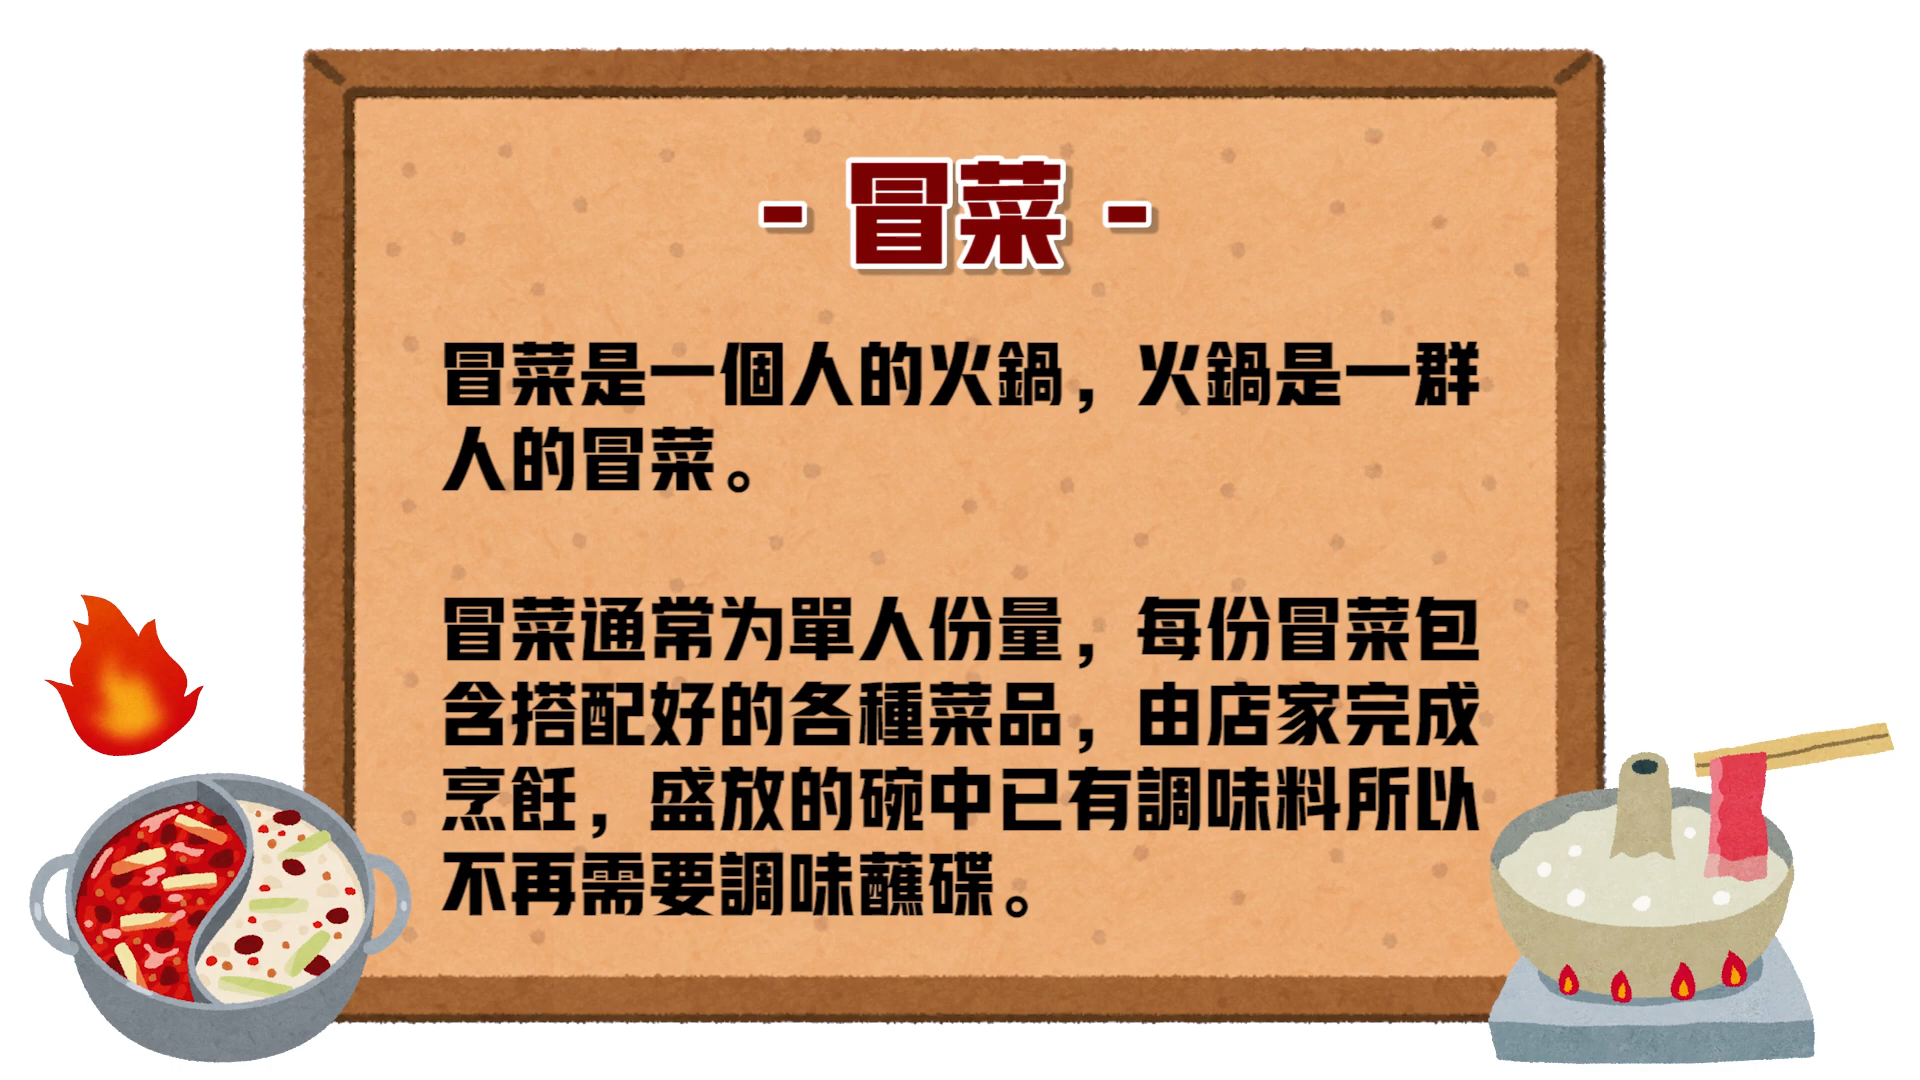 - 冒菜 -
冒菜是一個人的火鍋，火鍋是一群
人的冒菜。
冒菜通常为單人份量，每份冒菜包
含搭配好的各種菜品，由店家完成
烹飪，盛放的碗中已有調味料所以
不再需要調味蘸碟。